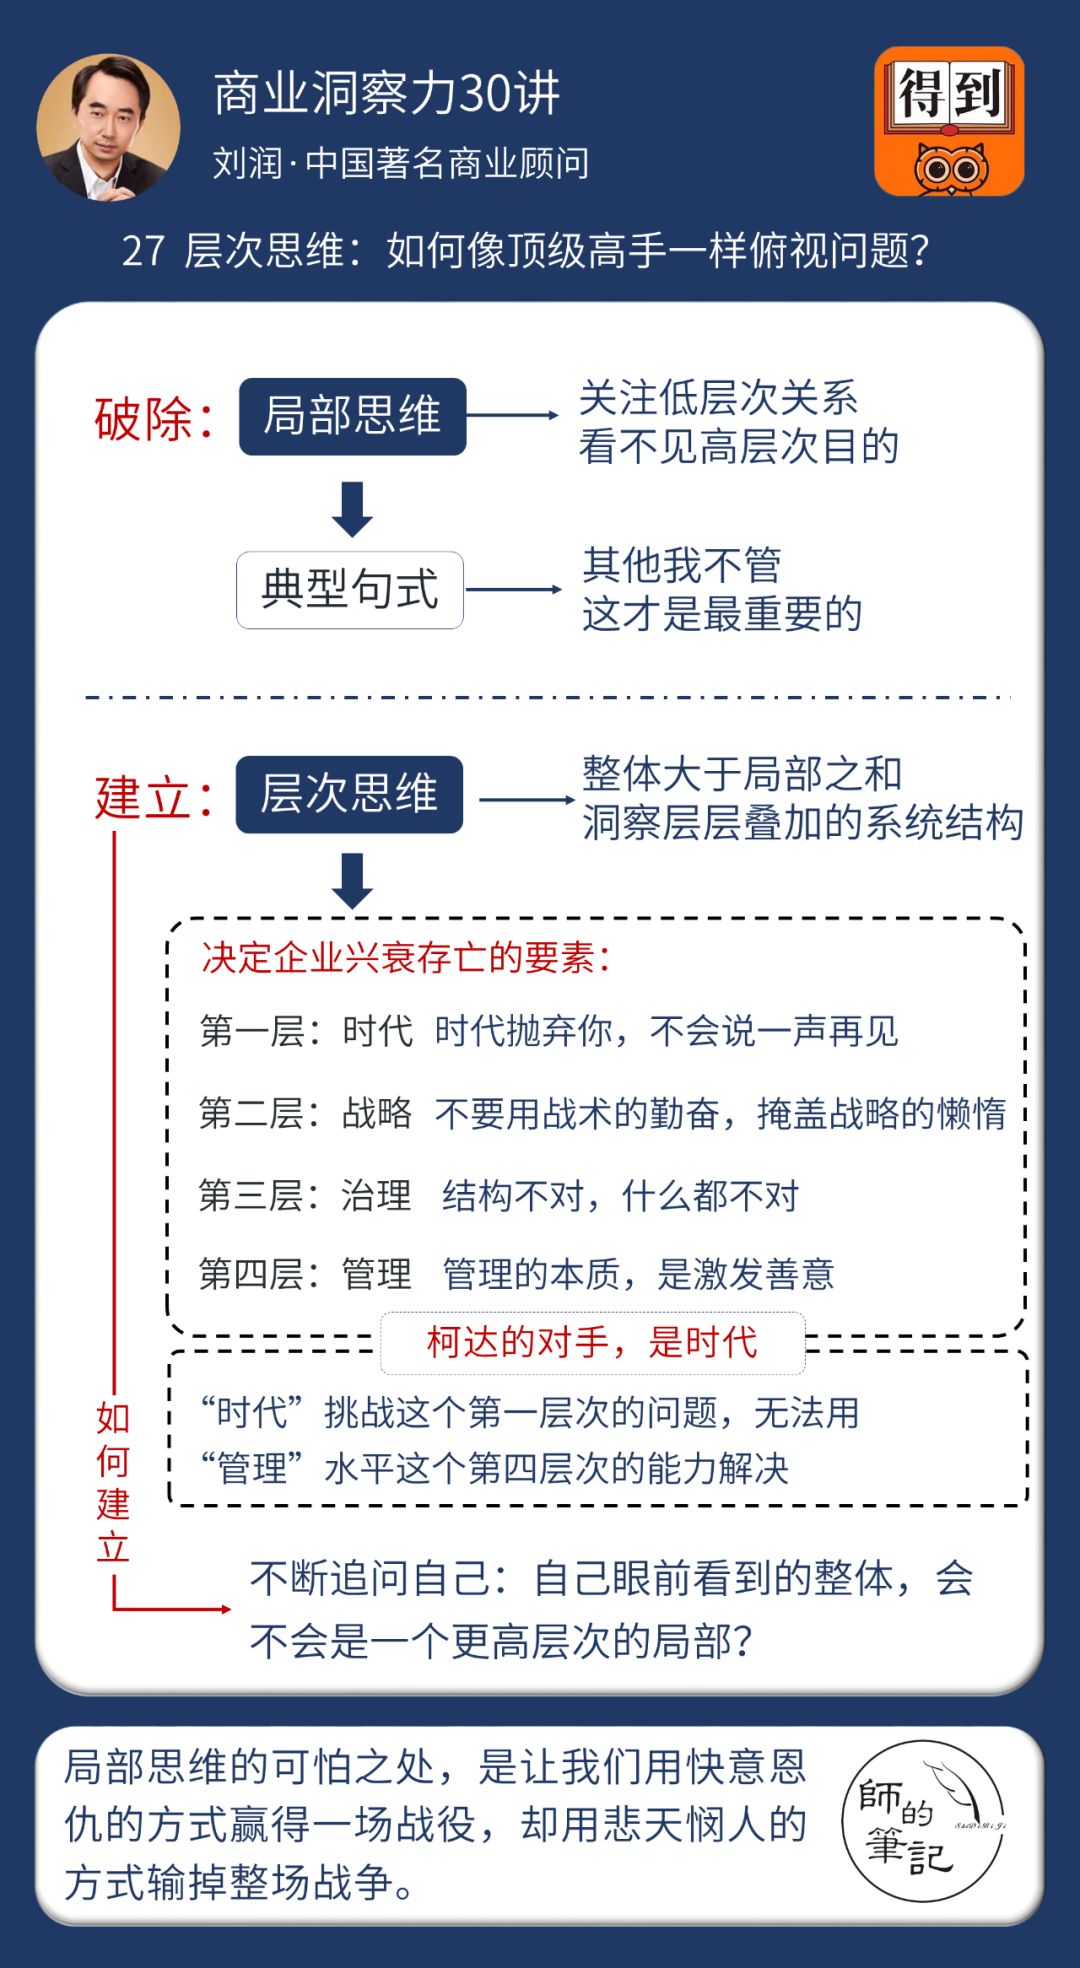 商业洞察力30讲
刘润·中国著名商业顾问
得到
27 层次思维：如何像顶级高手一样俯视问题？
破除：
局部思维
关注低层次关系
看不见高层次目的
典型句式
其他我不管
这才是最重要的
建立：
层次思维
整体大于局部之和
洞察层层叠加的系统结构
决定企业兴衰存亡的要素：
第一层：时代 时代抛弃你，不会说一声再见
第二层：战略 不要用战术的勤奋，掩盖战略的懒惰
第三层：治理 结构不对，什么都不对
第四层：管理 管理的本质，是激发善意
柯达的对手，是时代
“时代”挑战这个第一层次的问题，无法用
“管理”水平这个第四层次的能力解决
如何建立
不断追问自己：自己眼前看到的整体，会
不会是一个更高层次的局部？
局部思维的可怕之处，是让我们用快意恩
仇的方式赢得一场战役，却用悲天悯人的
方式输掉整场战争。
師的
筆記
ShiDeBiJi